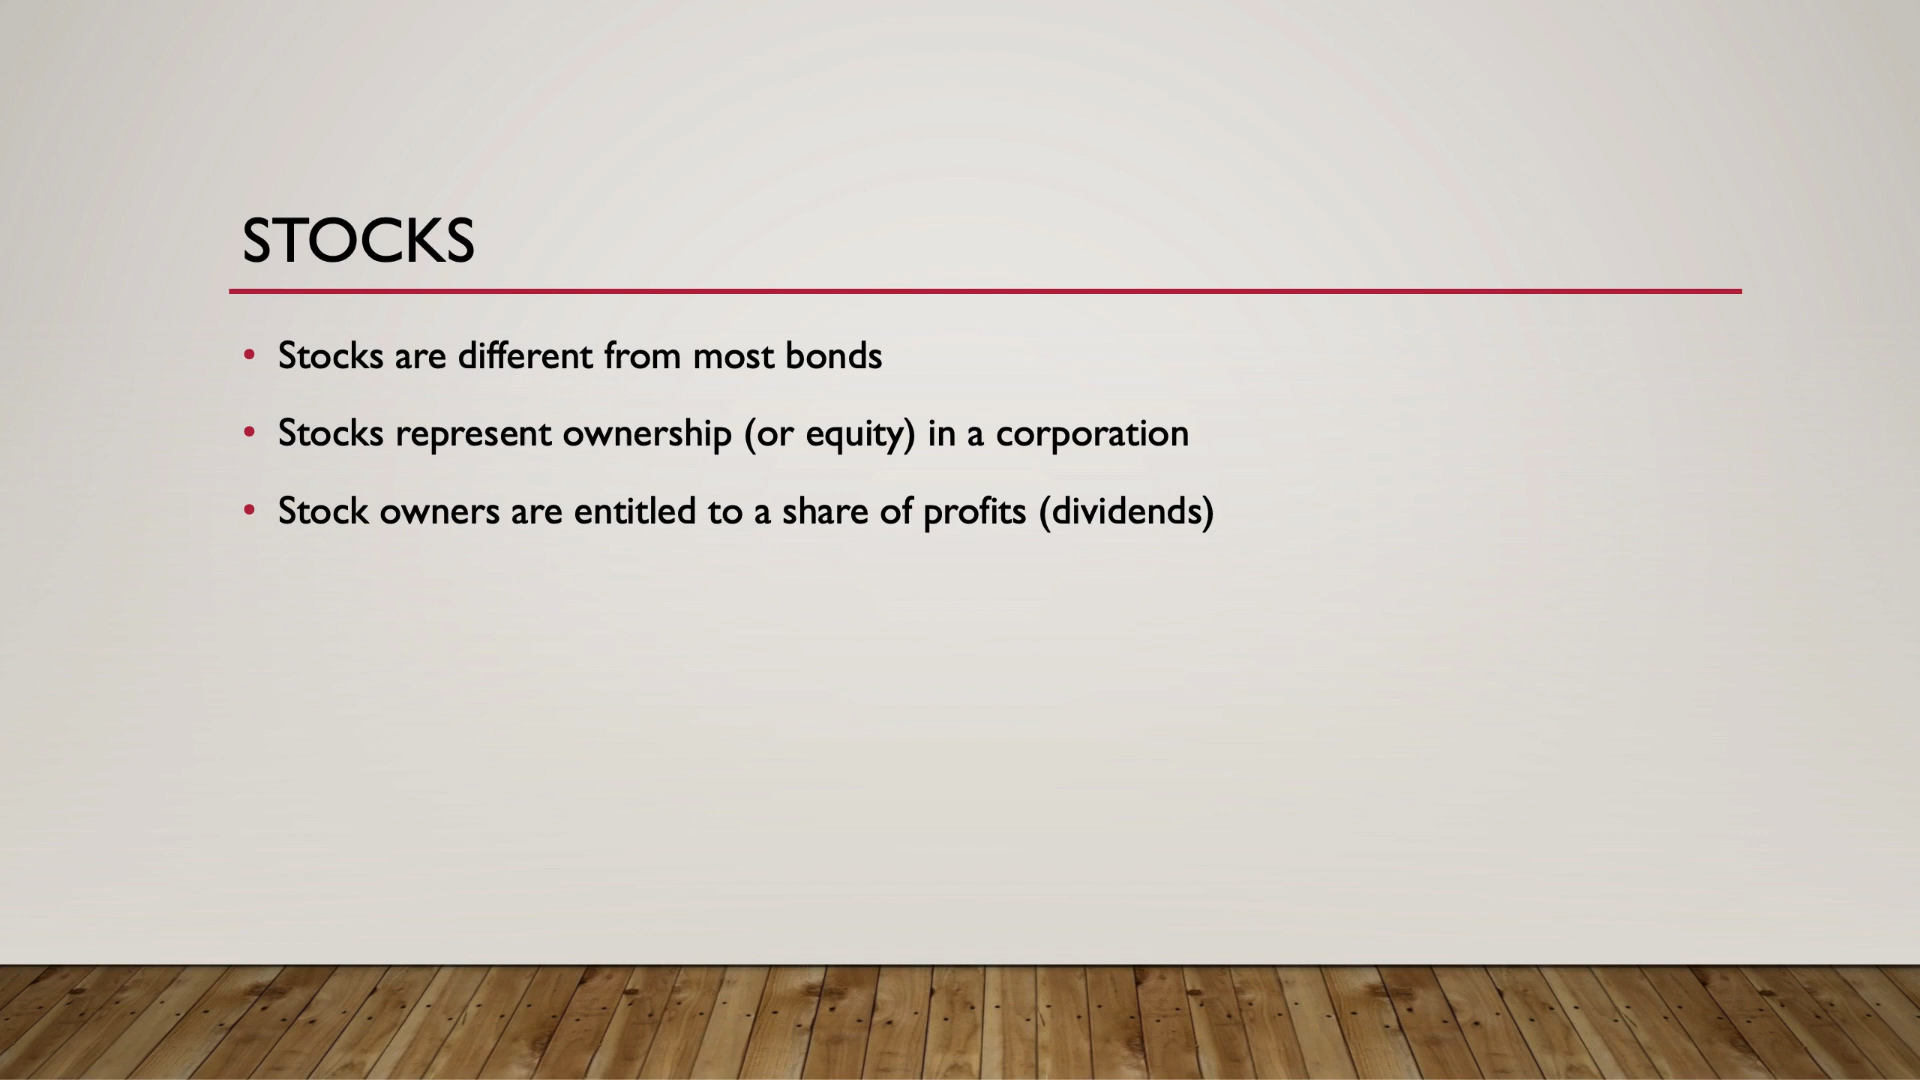 STOCKS
• Stocks are different from most bonds
• Stocks represent ownership (or equity) in a corporation
• Stock owners are entitled to a share of profits (dividends)